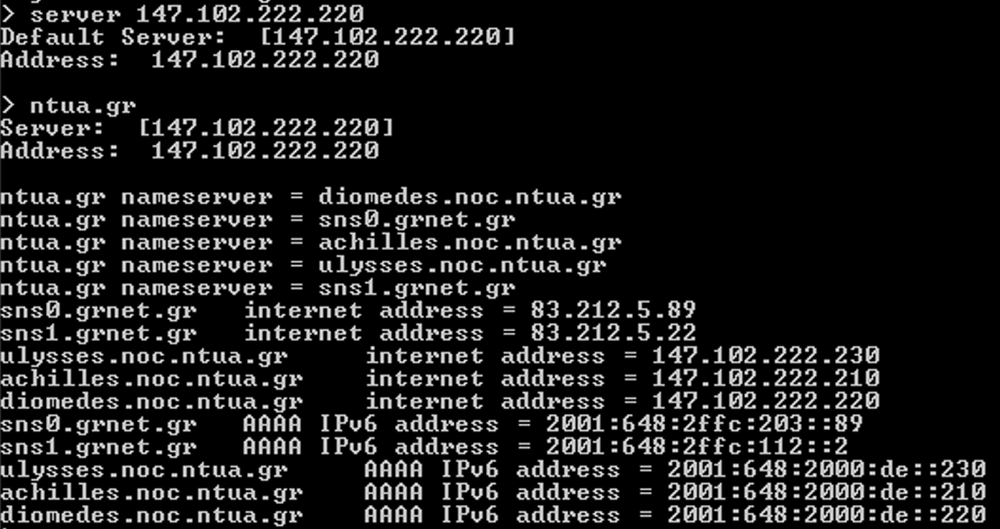 > server 147.102.222.220
Default Server:  [147.102.222.220]
Address:  147.102.222.220
> ntua.gr
Server:  [147.102.222.220]
Address:  147.102.222.220
ntua.gr nameserver = diomedes.noc.ntua.gr
ntua.gr nameserver = sns0.grnet.gr
ntua.gr nameserver = achilles.noc.ntua.gr
ntua.gr nameserver = ulysses.noc.ntua.gr
ntua.gr nameserver = sns1.grnet.gr
sns0.grnet.gr   internet address = 83.212.5.89
sns1.grnet.gr   internet address = 83.212.5.22
ulysses.noc.ntua.gr     internet address = 147.102.222.230
achilles.noc.ntua.gr    internet address = 147.102.222.210
diomedes.noc.ntua.gr    internet address = 147.102.222.220
sns0.grnet.gr   AAAA IPv6 address = 2001:648:2ffc:203::89
sns1.grnet.gr   AAAA IPv6 address = 2001:648:2ffc:112::2
ulysses.noc.ntua.gr     AAAA IPv6 address = 2001:648:2000:de::230
achilles.noc.ntua.gr    AAAA IPv6 address = 2001:648:2000:de::210
diomedes.noc.ntua.gr    AAAA IPv6 address = 2001:648:2000:de::220